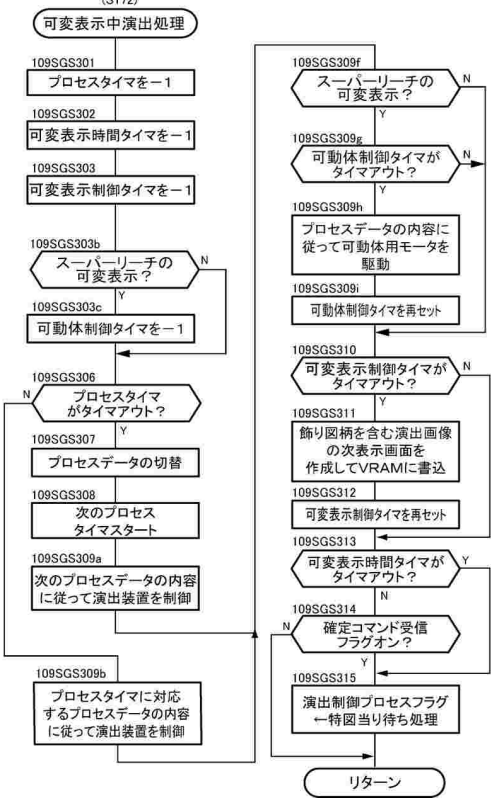 (S172)
可変表示中演出処理
109SGS301
プロセスタイマを－1
109SGS302
可変表示時間タイマを－1
109SGS303
可変表示制御タイマを－1
109SGS303b
スーパーリーチの
可変表示？
N
Y
109SGS303c
可動体制御タイマを－1
109SGS306
N
プロセスタイマ
がタイマアウト？
Y
109SGS307
プロセスデータの切替
109SGS308
次のプロセス
タイマスタート
109SGS309a
次のプロセスデータの内容
に従って演出装置を制御
109SGS309b
プロセスタイマに対応
するプロセスデータの内容
に従って演出装置を制御
109SGS309f
スーパーリーチの
可変表示？
N
Y
109SGS309g
可動体制御タイマが
タイマアウト？
N
Y
109SGS309h
プロセスデータの内容に
従って可動体用モータを
駆動
109SGS309i
可動体制御タイマを再セット
109SGS310
可変表示制御タイマが
タイマアウト？
N
Y
109SGS311
飾り図柄を含む演出画像
の次表示画面を
作成してVRAMに書込
109SGS312
可変表示制御タイマを再セット
109SGS313
可変表示時間タイマが
タイマアウト？
Y
N
109SGS314
N
確定コマンド受信
フラグオン？
Y
109SGS315
演出制御プロセスフラグ
←特図当り待ち処理
リターン